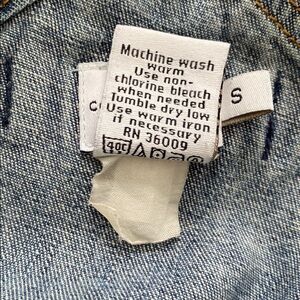 Machine wash
warm
Use non-
chlorine bleach
when needed
Tumble dry low
Use warm iron
if necessary
RN 36009
40C
S